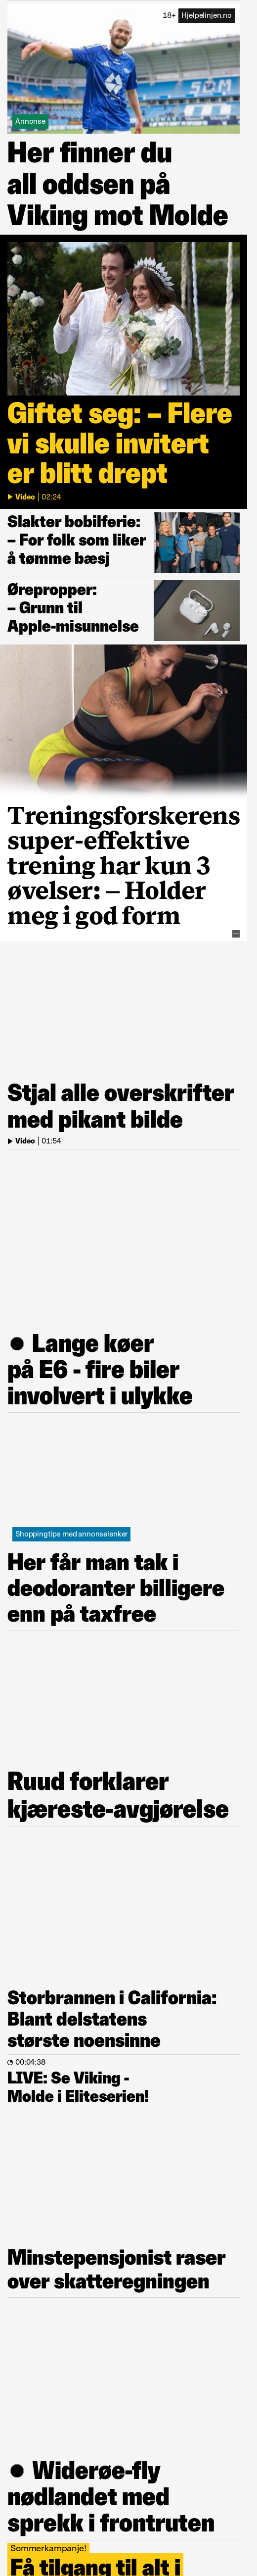 18+ Hjelpelinjen.no
Annonse
Her finner du
all oddsen på
Viking mot Molde
Giftet seg: – Flere
vi skulle invitert
er blitt drept
Video | 02:24
Slakter bobilferie:
– For folk som liker
å tømme bæsj
Ørepropper:
– Grunn til
Apple-misunnelse
Treningsforskerens
super-effektive
trening har kun 3
øvelser: – Holder
meg i god form
Stjal alle overskrifter
med pikant bilde
Video | 01:54
● Lange køer
på E6 - fire biler
involvert i ulykke
Shoppingtips med annonselenker
Her får man tak i
deodoranter billigere
enn på taxfree
Ruud forklarer
kjæreste-avgjørelse
Storbrannen i California:
Blant delstatens
største noensinne
00:04:38
LIVE: Se Viking -
Molde i Eliteserien!
Minstepensjonist raser
over skatteregningen
● Widerøe-fly
nødlandet med
sprekk i frontruten
Sommerkampanje!
Få tilgang til alt i